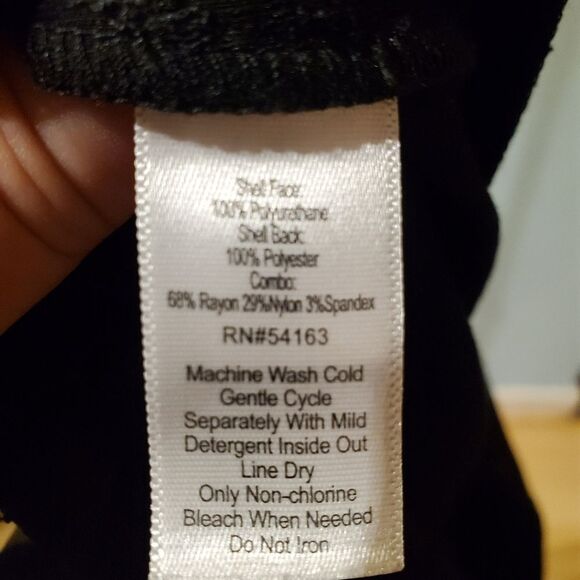 Shell Face:
100% Polyurathane
Shell Back:
100% Polyester
Combo:
68% Rayon 29%Nylon 3%Spandex
RN#54163
Machine Wash Cold
Gentle Cycle
Separately With Mild
Detergent Inside Out
Line Dry
Only Non-chlorine
Bleach When Needed
Do Not Iron